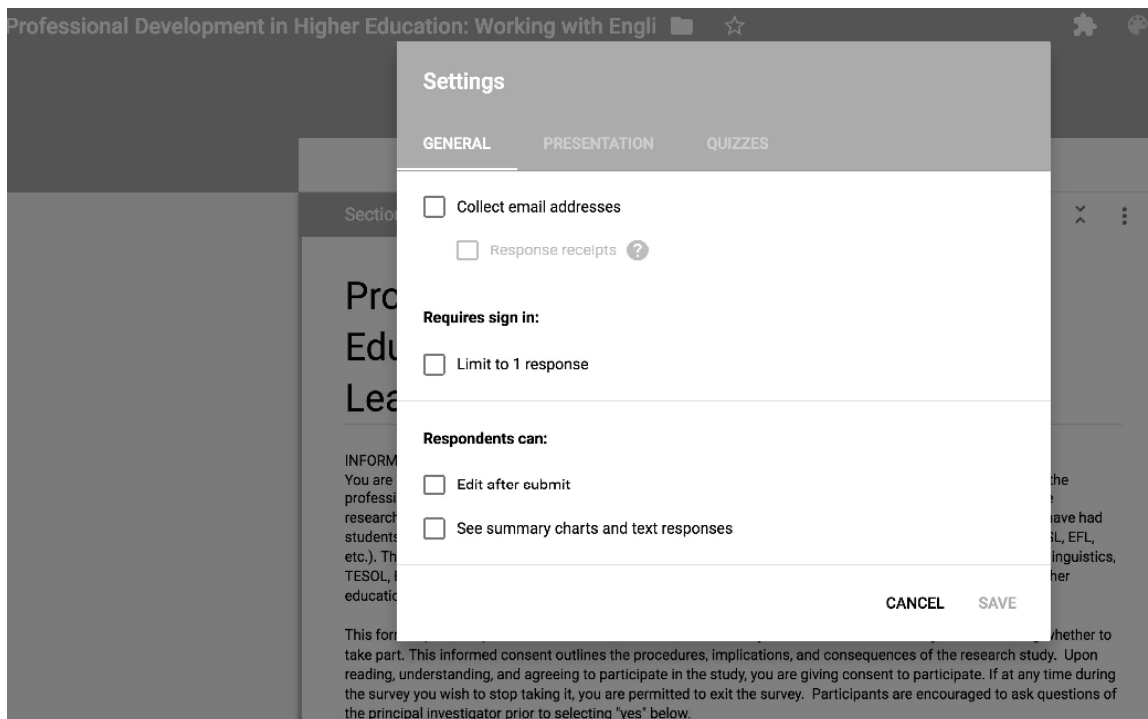 Professional Development in Higher Education: Working with Engli
Settings
GENERAL PRESENTATION QUIZZES
Collect email addresses
Section
Response receipts ?
Pro
Requires sign in:
Edu
Limit to 1 response
Lea
Respondents can:
INFORM
You are the
Edit after submit
professi
research have had
See summary charts and text responses
students SL, EFL,
etc.). Th inguistics,
TESOL, her
educatio
CANCEL SAVE
This for whether to
take part. This informed consent outlines the procedures, implications, and consequences of the research study. Upon
reading, understanding, and agreeing to participate in the study, you are giving consent to participate. If at any time during
the survey you wish to stop taking it, you are permitted to exit the survey. Participants are encouraged to ask questions of
the principal investigator prior to selecting "yes" below.